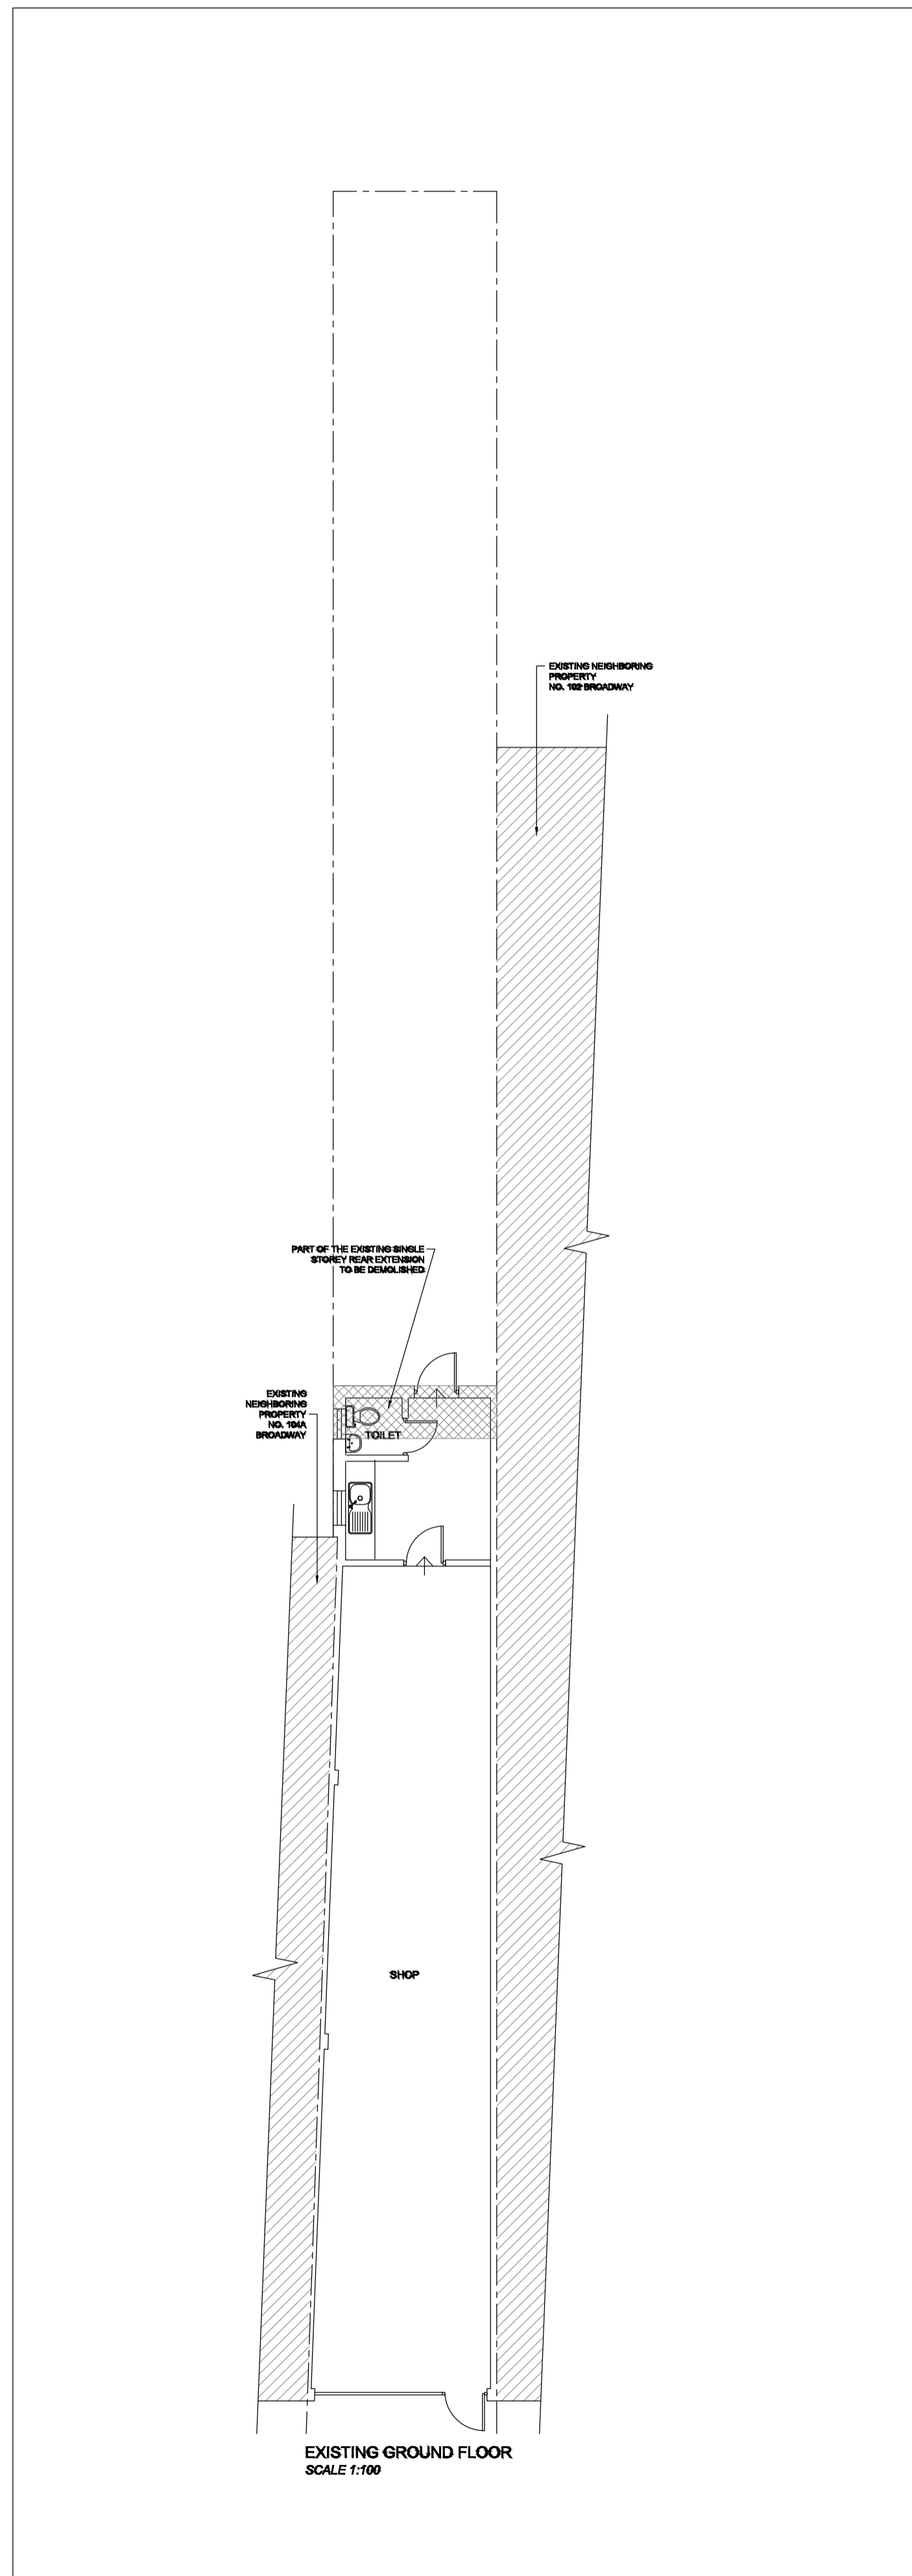 EXISTING NEIGHBORING
PROPERTY
NO. 102 BROADWAY
PART OF THE EXISTING SINGLE
STOREY REAR EXTENSION
TO BE DEMOLISHED
EXISTING
NEIGHBORING
PROPERTY
NO. 104A
BROADWAY
TOILET
SHOP
EXISTING GROUND FLOOR
SCALE 1:100